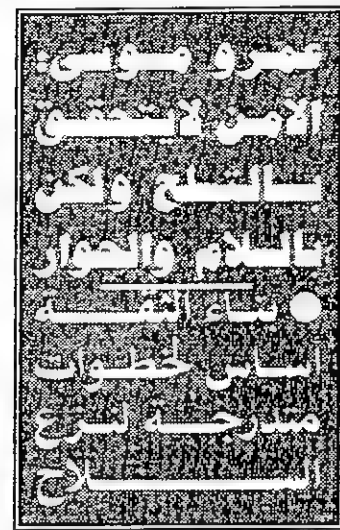 عمرو موسى:
الأمن لا يتحقق
بالتسلح ولكن
بالسلام والحوار
● بناء الثقة
أساس خطوات
متدرجة لنزع
السلاح